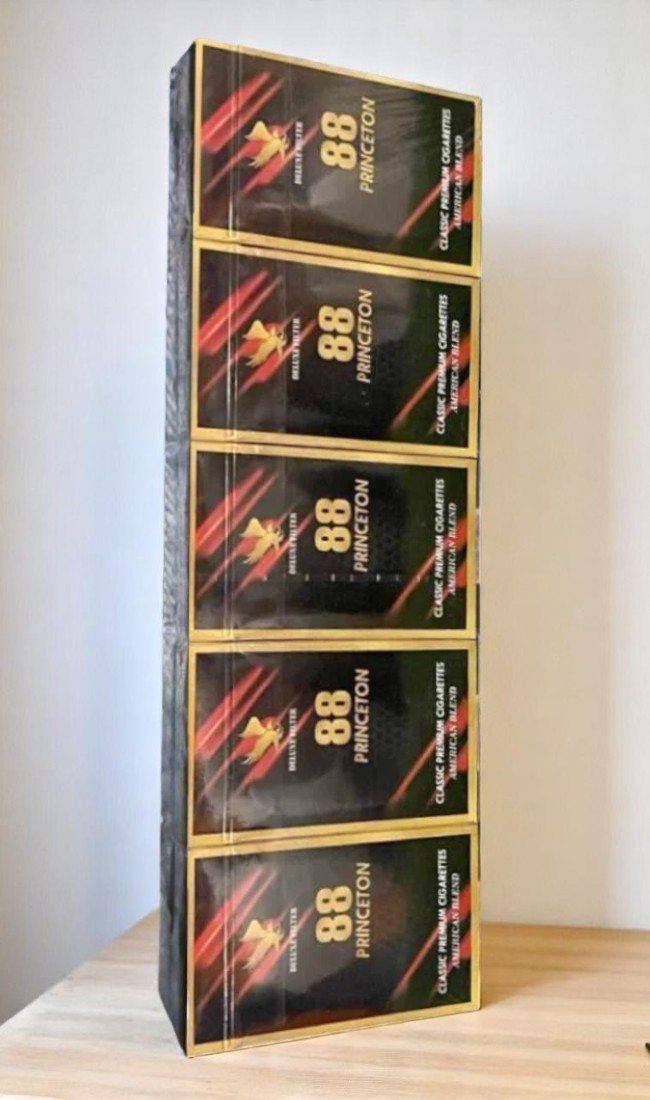 DELUXE FILTER
88
PRINCETON
CLASSIC PREMIUM CIGARETTES
AMERICAN BLEND
DELUXE FILTER
88
PRINCETON
CLASSIC PREMIUM CIGARETTES
AMERICAN BLEND
DELUXE FILTER
88
PRINCETON
CLASSIC PREMIUM CIGARETTES
AMERICAN BLEND
DELUXE FILTER
88
PRINCETON
CLASSIC PREMIUM CIGARETTES
AMERICAN BLEND
DELUXE FILTER
88
PRINCETON
CLASSIC PREMIUM CIGARETTES
AMERICAN BLEND